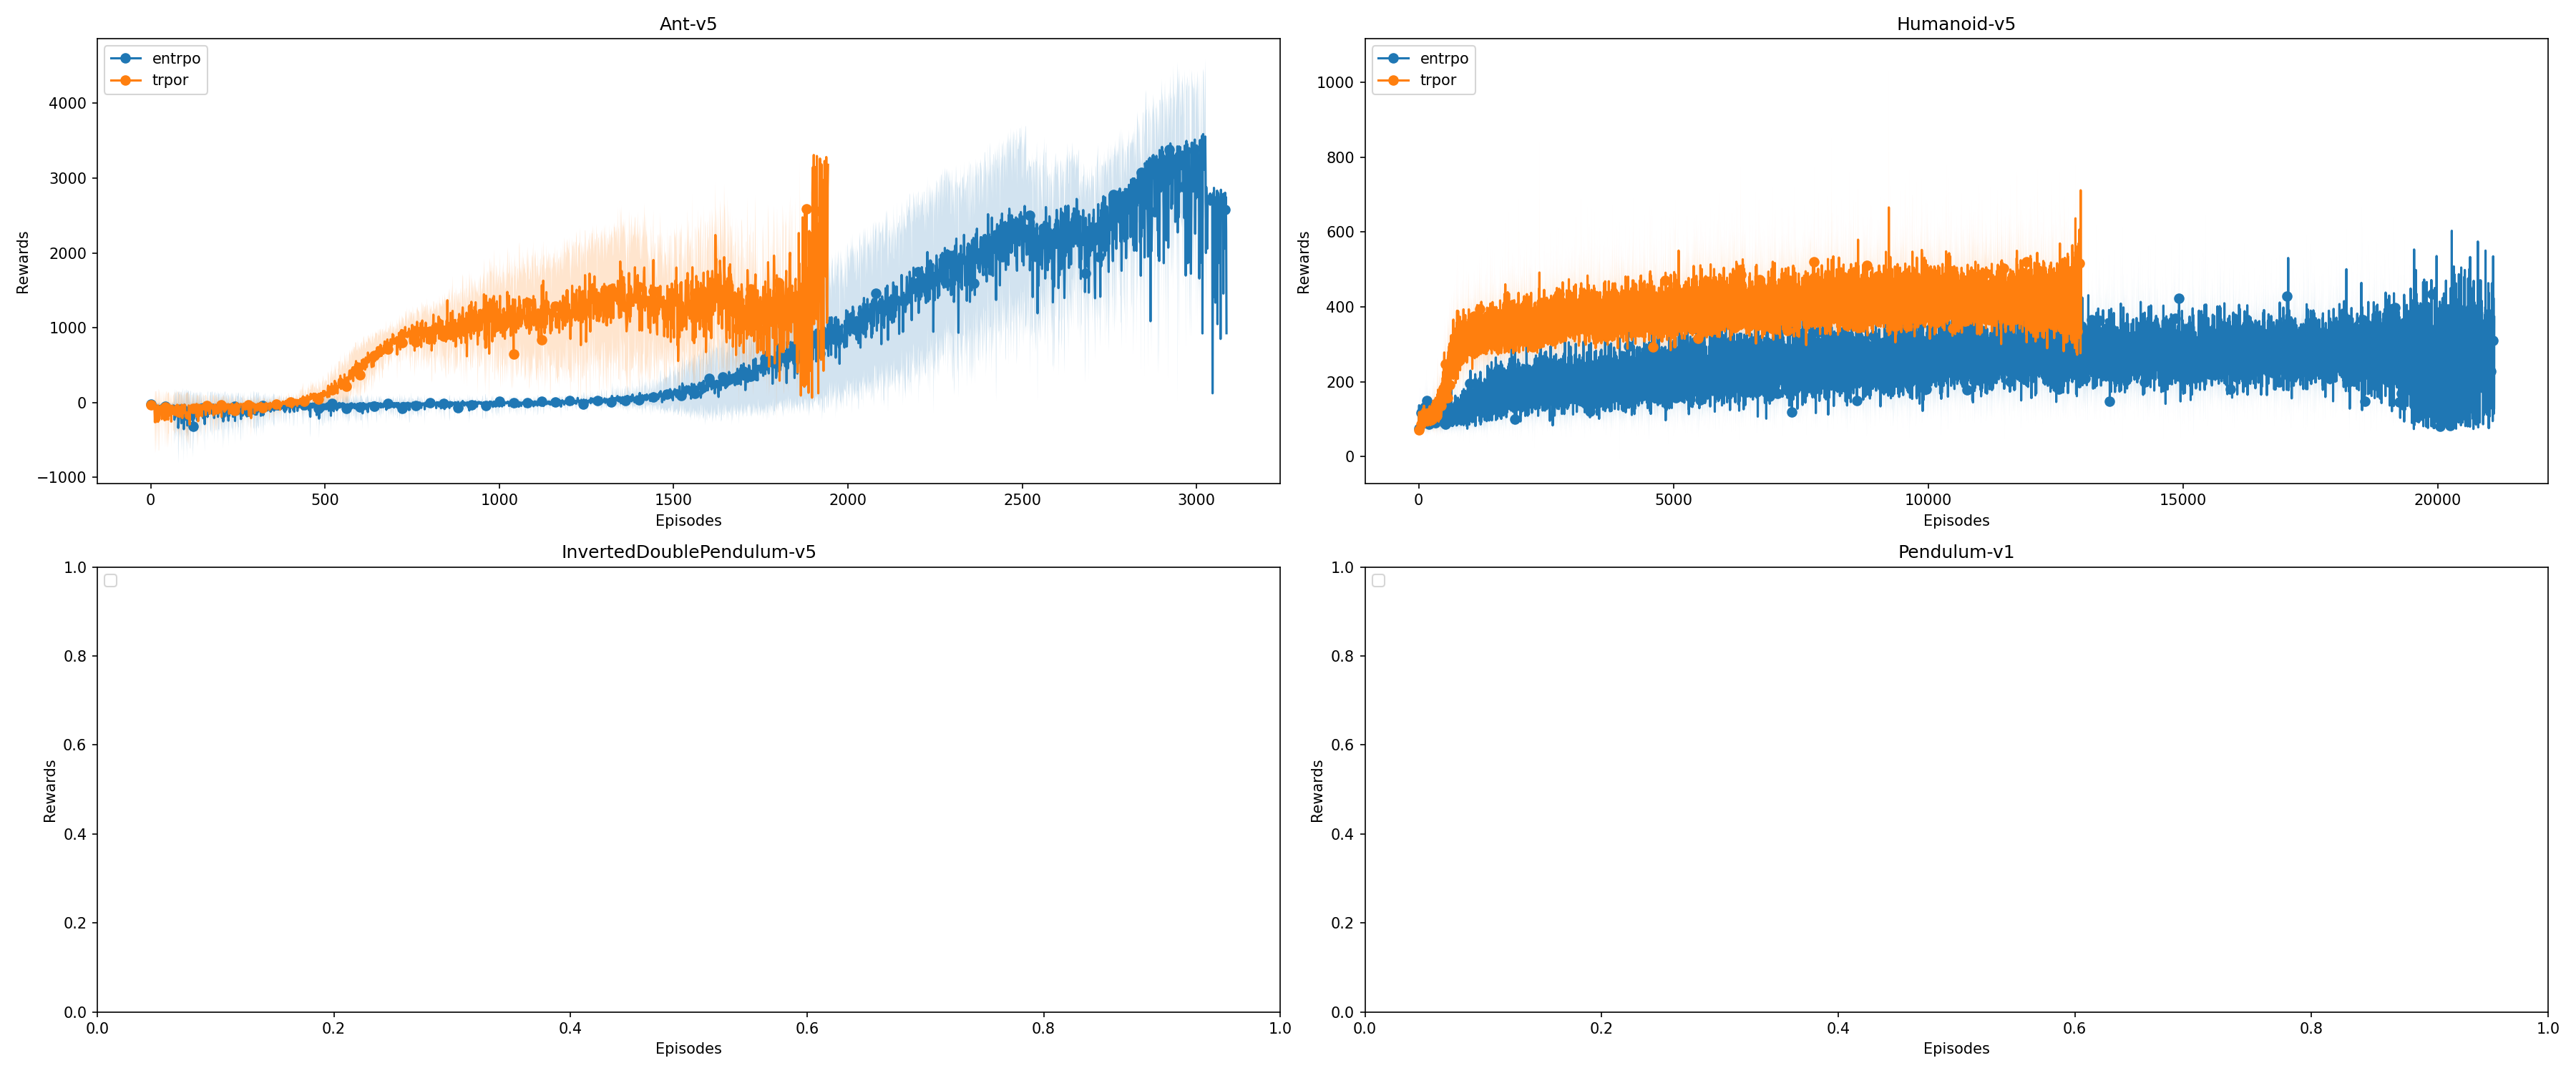 Ant-v5
entrpo
trpor
4000
3000
2000
1000
0
−1000
Rewards
0 500 1000 1500 2000 2500 3000
Episodes
Humanoid-v5
entrpo
trpor
1000
800
600
400
200
0
Rewards
0 5000 10000 15000 20000
Episodes
InvertedDoublePendulum-v5
1.0
0.8
0.6
0.4
0.2
0.0
Rewards
0.0 0.2 0.4 0.6 0.8 1.0
Episodes
Pendulum-v1
1.0
0.8
0.6
0.4
0.2
0.0
Rewards
0.0 0.2 0.4 0.6 0.8 1.0
Episodes